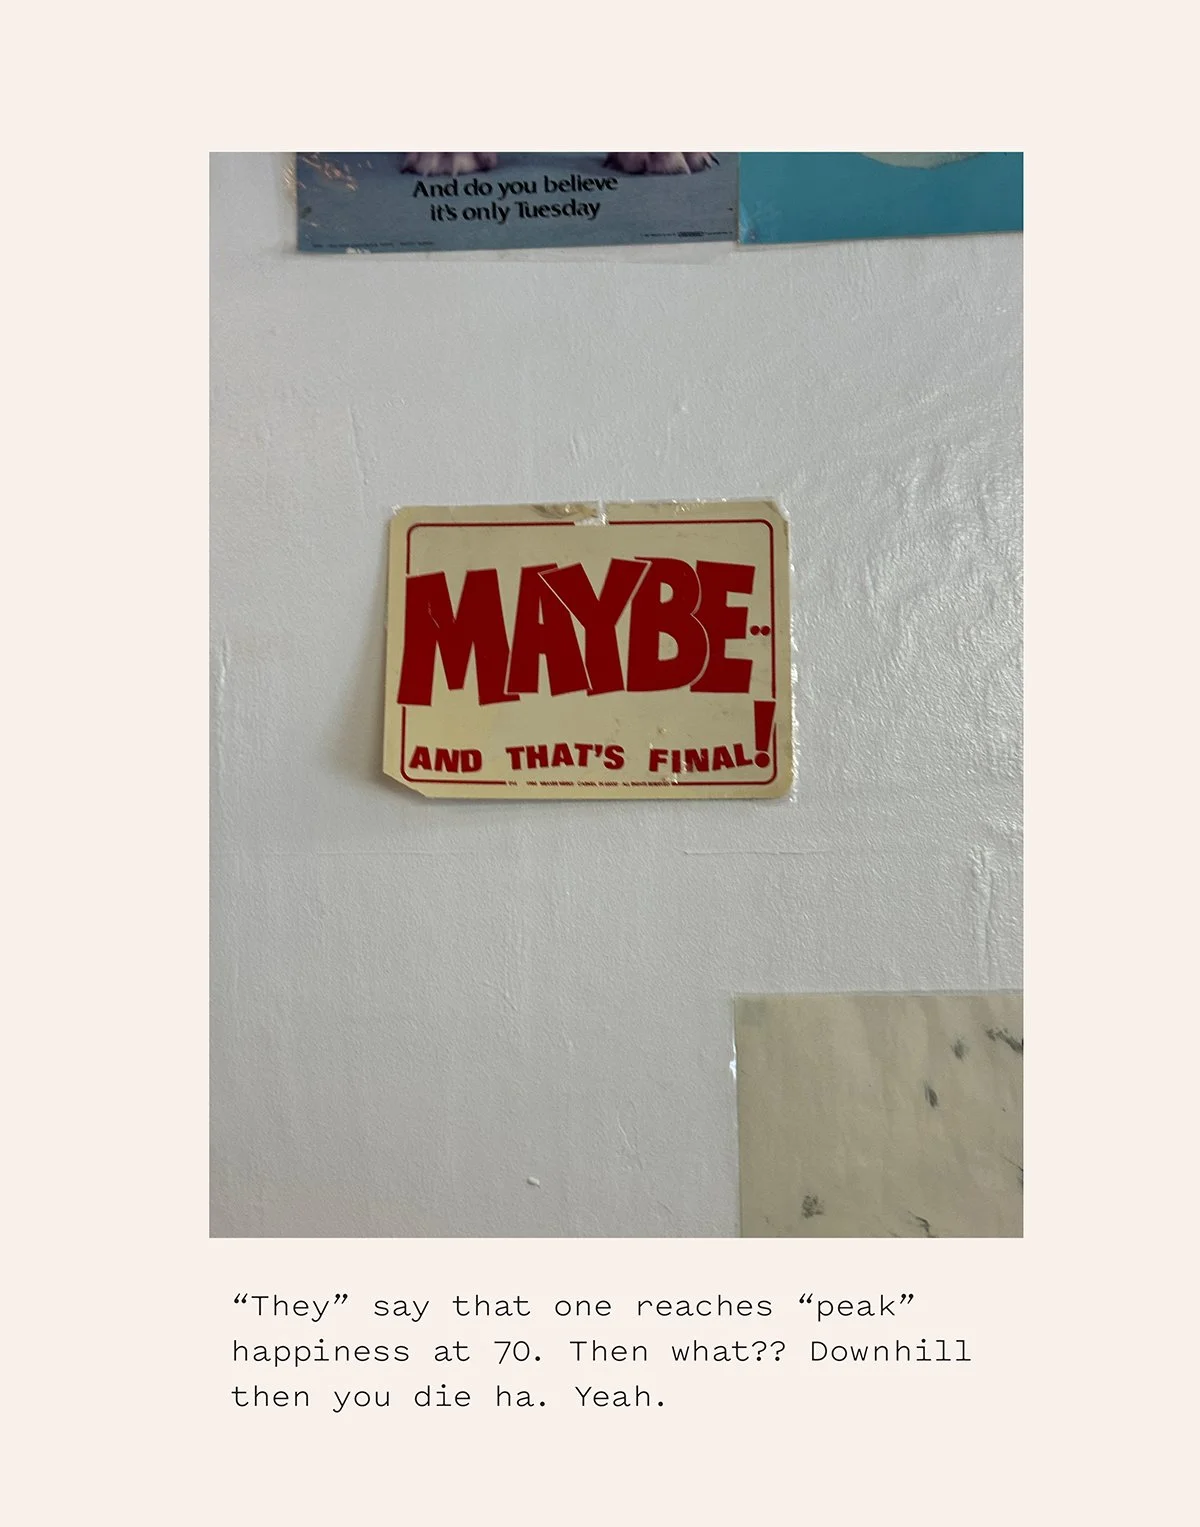 And do you believe
it's only Tuesday
MAYBE..
AND THAT'S FINAL!
“They” say that one reaches “peak”
happiness at 70. Then what?? Downhill
then you die ha. Yeah.